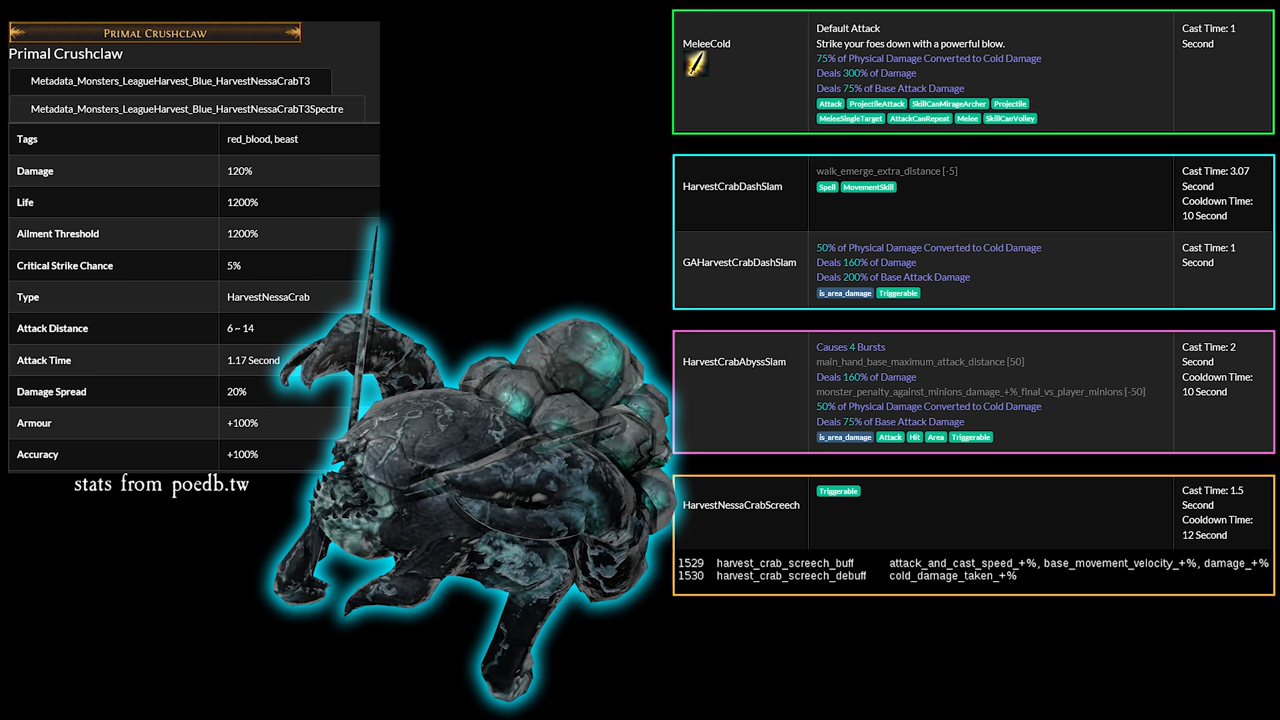 PRIMAL CRUSHCLAW
Primal Crushclaw
Metadata_Monsters_LeagueHarvest_Blue_HarvestNessaCrabT3
Metadata_Monsters_LeagueHarvest_Blue_HarvestNessaCrabT3Spectre
Tags red_blood, beast
Damage 120%
Life 1200%
Ailment Threshold 1200%
Critical Strike Chance 5%
Type HarvestNessaCrab
Attack Distance 6 ~ 14
Attack Time 1.17 Second
Damage Spread 20%
Armour +100%
Accuracy +100%
stats from poedb.tw
MeleeCold
Default Attack
Strike your foes down with a powerful blow.
75% of Physical Damage Converted to Cold Damage
Deals 300% of Damage
Deals 75% of Base Attack Damage
Attack ProjectileAttack SkillCanMirageArcher Projectile
MeleeSingleTarget AttackCanRepeat Melee SkillCanVolley
Cast Time: 1
Second
HarvestCrabDashSlam
walk_emerge_extra_distance [-5]
Spell MovementSkill
Cast Time: 3.07
Second
Cooldown Time:
10 Second
GAHarvestCrabDashSlam
50% of Physical Damage Converted to Cold Damage
Deals 160% of Damage
Deals 200% of Base Attack Damage
is_area_damage Triggerable
Cast Time: 1
Second
HarvestCrabAbyssSlam
Causes 4 Bursts
main_hand_base_maximum_attack_distance [50]
Deals 160% of Damage
monster_penalty_against_minions_damage_+%_final_vs_player_minions [-50]
50% of Physical Damage Converted to Cold Damage
Deals 75% of Base Attack Damage
is_area_damage Attack Hit Area Triggerable
Cast Time: 2
Second
Cooldown Time:
10 Second
HarvestNessaCrabScreech
Triggerable
Cast Time: 1.5
Second
Cooldown Time:
12 Second
1529 harvest_crab_screech_buff attack_and_cast_speed_+%, base_movement_velocity_+%, damage_+%
1530 harvest_crab_screech_debuff cold_damage_taken_+%